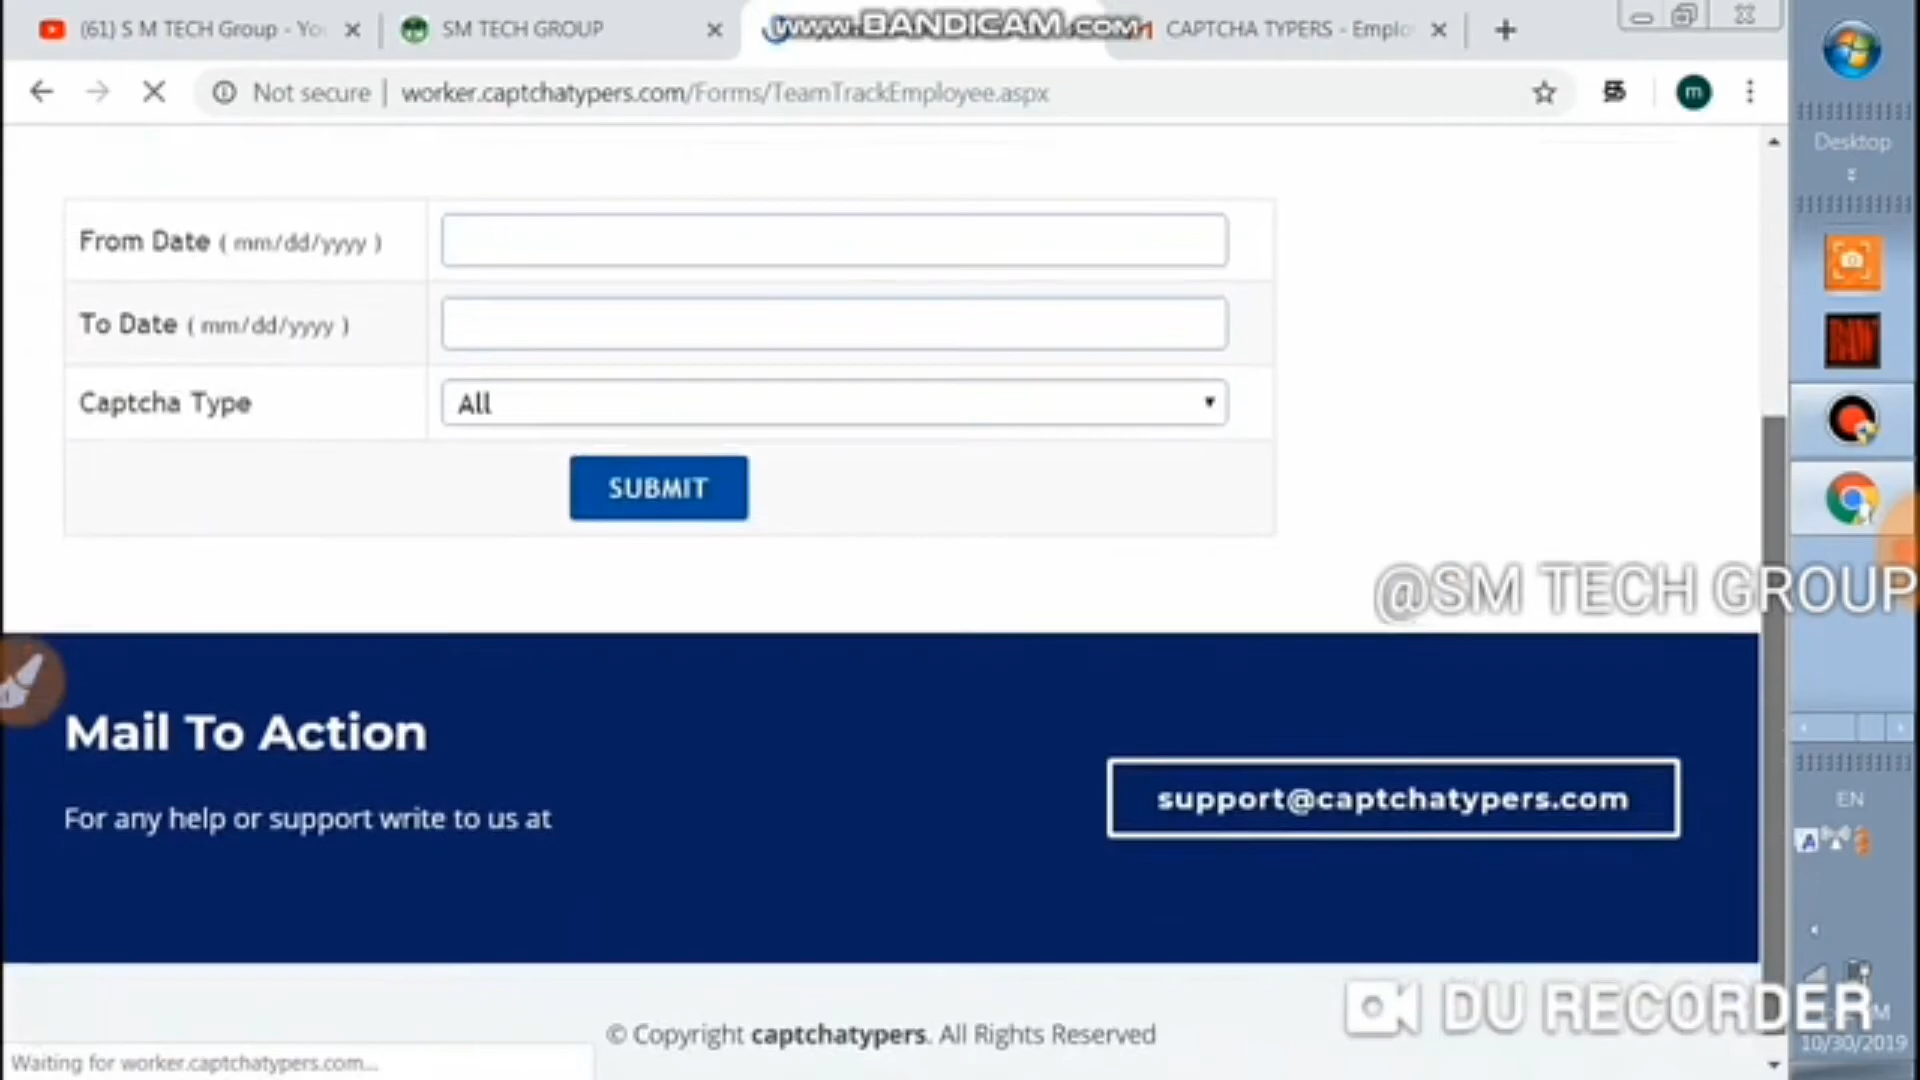 (61) S M TECH Group - You
SM TECH GROUP
www.BANDICAM.com
CAPTCHA TYPERS - Emplo
Not secure | worker.captchatypers.com/Forms/TeamTrackEmployee.aspx
m
Desktop
From Date ( mm/dd/yyyy )
To Date ( mm/dd/yyyy )
RAW
Captcha Type
All
SUBMIT
@SM TECH GROUP
Mail To Action
For any help or support write to us at
support@captchatypers.com
EN
A
DU RECORDER
© Copyright captchatypers. All Rights Reserved
10/30/2019
Waiting for worker.captchatypers.com...